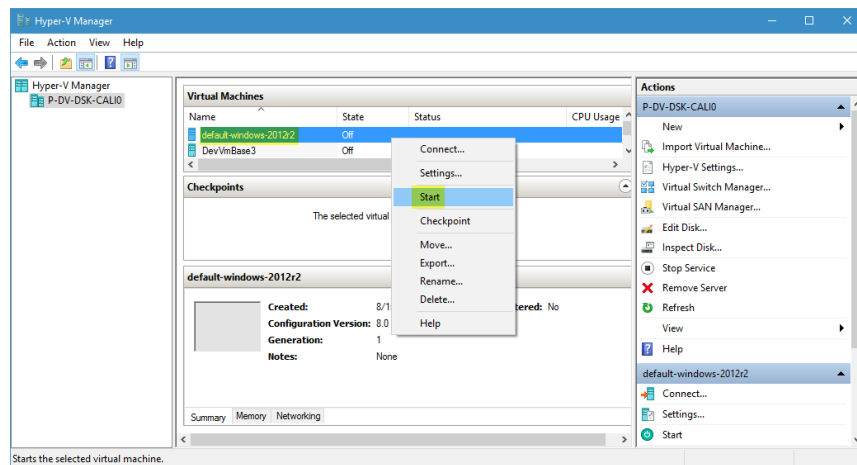 Hyper-V Manager
File Action View Help
Hyper-V Manager
P-DV-DSK-CALI0
Virtual Machines
Name State Status CPU Usage
default-windows-2012r2 Off
DevVmBase3 Off
Connect...
Settings...
Start
Checkpoint
Move...
Export...
Rename...
Delete...
Help
Checkpoints
The selected virtual
default-windows-2012r2
Created: 8/1
tered: No
Configuration Version: 8.0
Generation: 1
Notes: None
Summary Memory Networking
Actions
P-DV-DSK-CALI0
New
Import Virtual Machine...
Hyper-V Settings...
Virtual Switch Manager...
Virtual SAN Manager...
Edit Disk...
Inspect Disk...
Stop Service
Remove Server
Refresh
View
Help
default-windows-2012r2
Connect...
Settings...
Start
Starts the selected virtual machine.